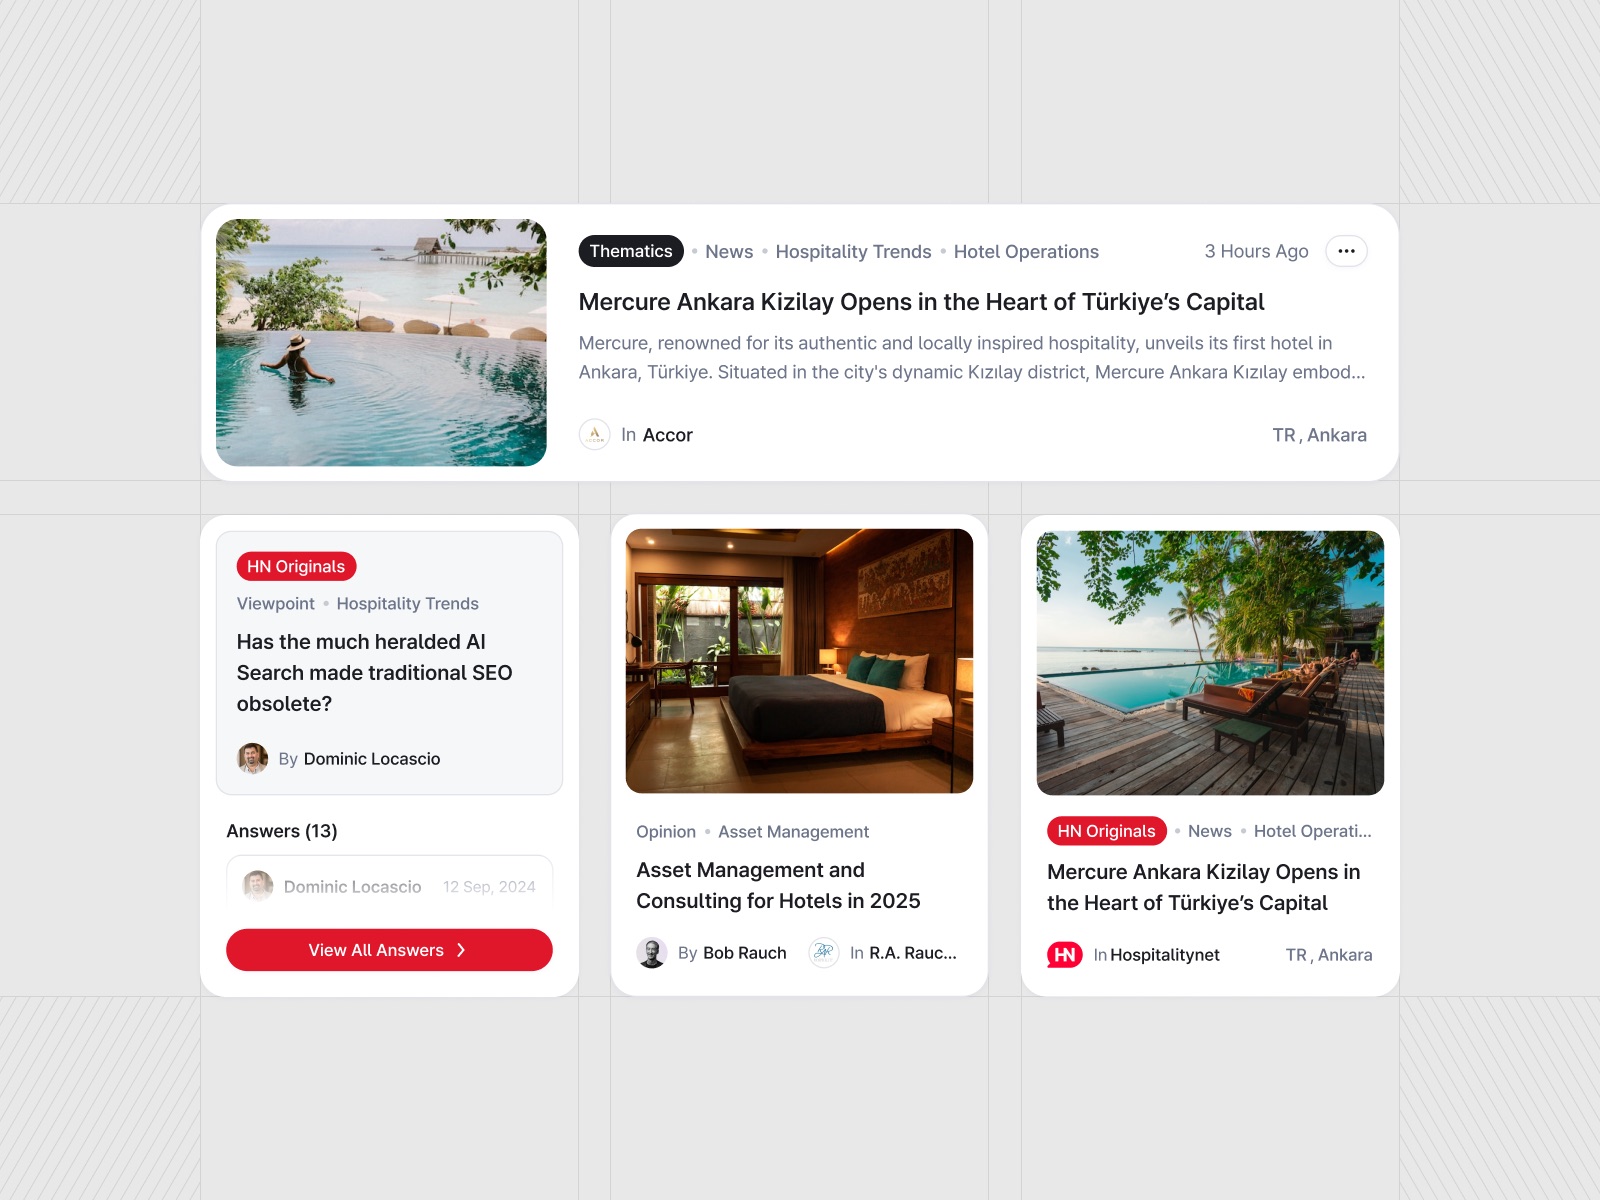 Thematics • News • Hospitality Trends • Hotel Operations
3 Hours Ago
Mercure Ankara Kizilay Opens in the Heart of Türkiye’s Capital
Mercure, renowned for its authentic and locally inspired hospitality, unveils its first hotel in
Ankara, Türkiye. Situated in the city's dynamic Kızılay district, Mercure Ankara Kızılay embod...
ACCOR
In Accor
TR , Ankara
HN Originals
Viewpoint • Hospitality Trends
Has the much heralded AI
Search made traditional SEO
obsolete?
By Dominic Locascio
Answers (13)
Dominic Locascio
12 Sep, 2024
View All Answers
Opinion • Asset Management
Asset Management and
Consulting for Hotels in 2025
By Bob Rauch
In R.A. Rauc...
HN Originals • News • Hotel Operati...
Mercure Ankara Kizilay Opens in
the Heart of Türkiye’s Capital
HN
In Hospitalitynet
TR , Ankara